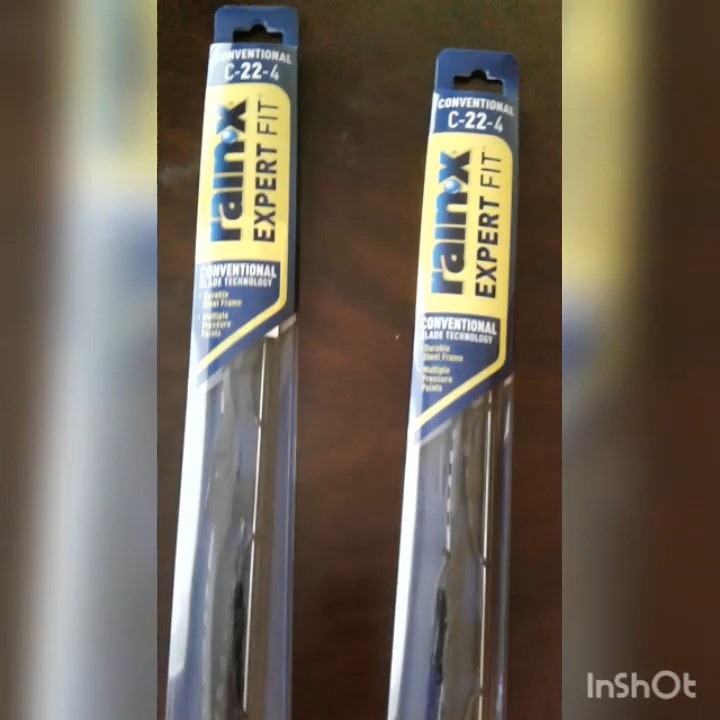 CONVENTIONAL
C-22-4
rain-x
EXPERT FIT
CONVENTIONAL
BLADE TECHNOLOGY
• Durable
Steel Frame
• Multiple
Pressure
Points
CONVENTIONAL
C-22-4
rain-x
EXPERT FIT
CONVENTIONAL
BLADE TECHNOLOGY
• Durable
Steel Frame
• Multiple
Pressure
Points
InShOt